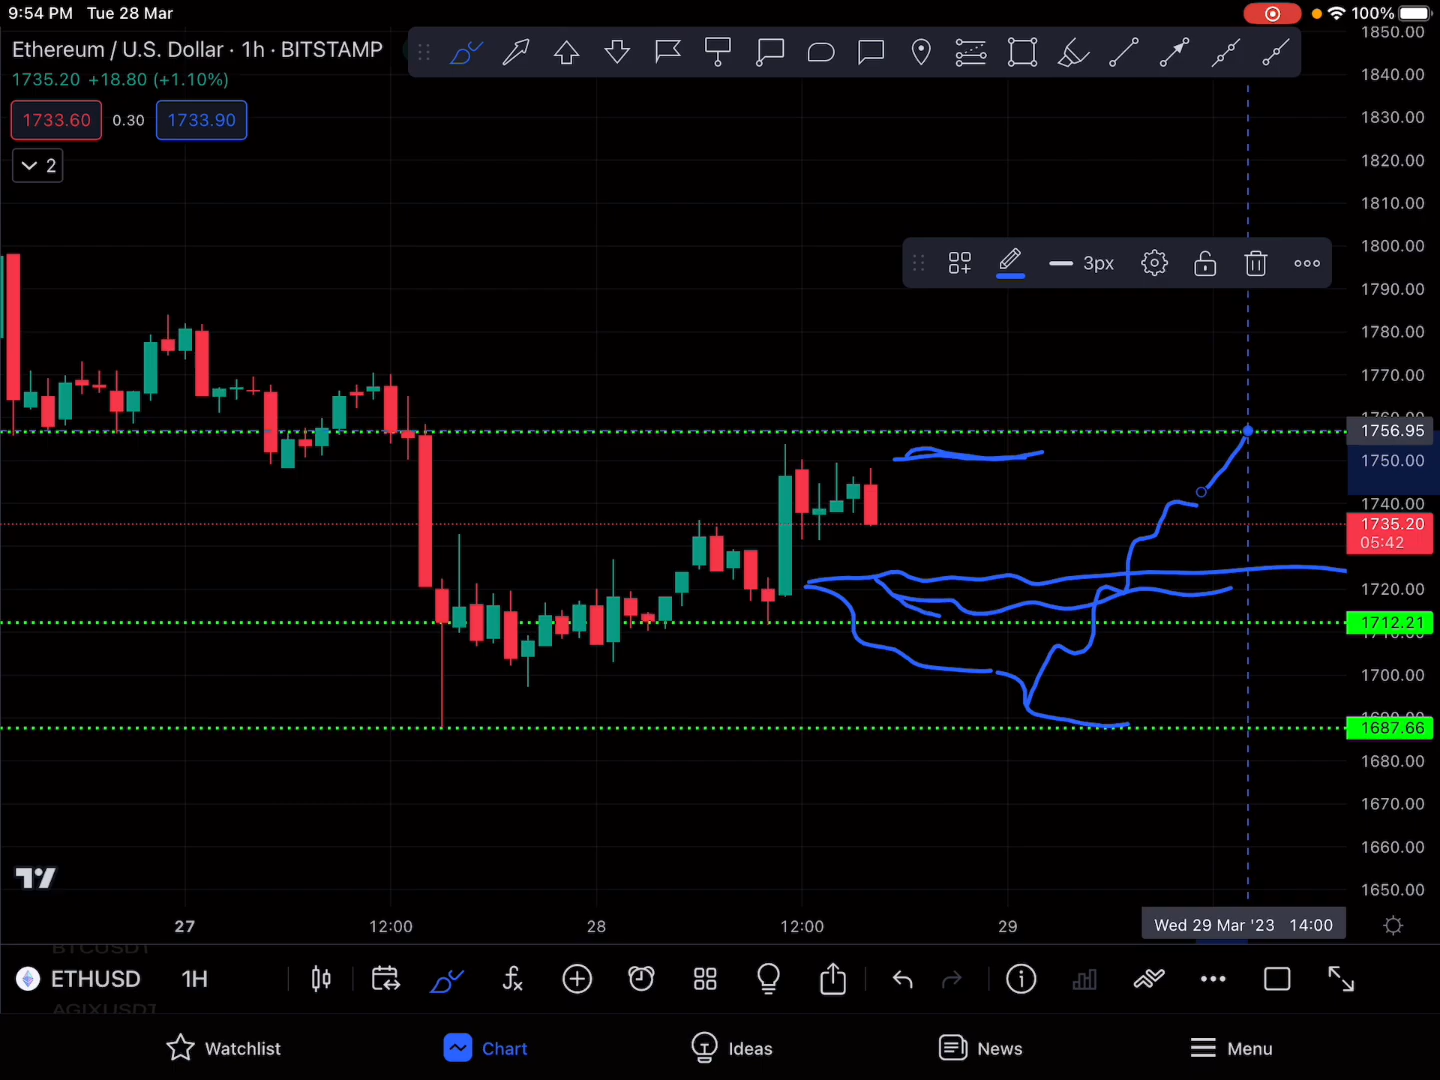 9:54 PM Tue 28 Mar
100%
Ethereum / U.S. Dollar · 1h · BITSTAMP
1735.20 +18.80 (+1.10%)
1733.60 0.30 1733.90
2
3px
1850.00
1840.00
1830.00
1820.00
1810.00
1800.00
1790.00
1780.00
1770.00
1760.00
1756.95
1750.00
1740.00
1735.20
05:42
1720.00
1712.21
1710.00
1700.00
1690.00
1687.66
1680.00
1670.00
1660.00
1650.00
27 12:00 28 12:00 29 Wed 29 Mar '23 14:00
BTCUSDT
ETHUSD 1H
AGIXUSDT
Watchlist Chart Ideas News Menu